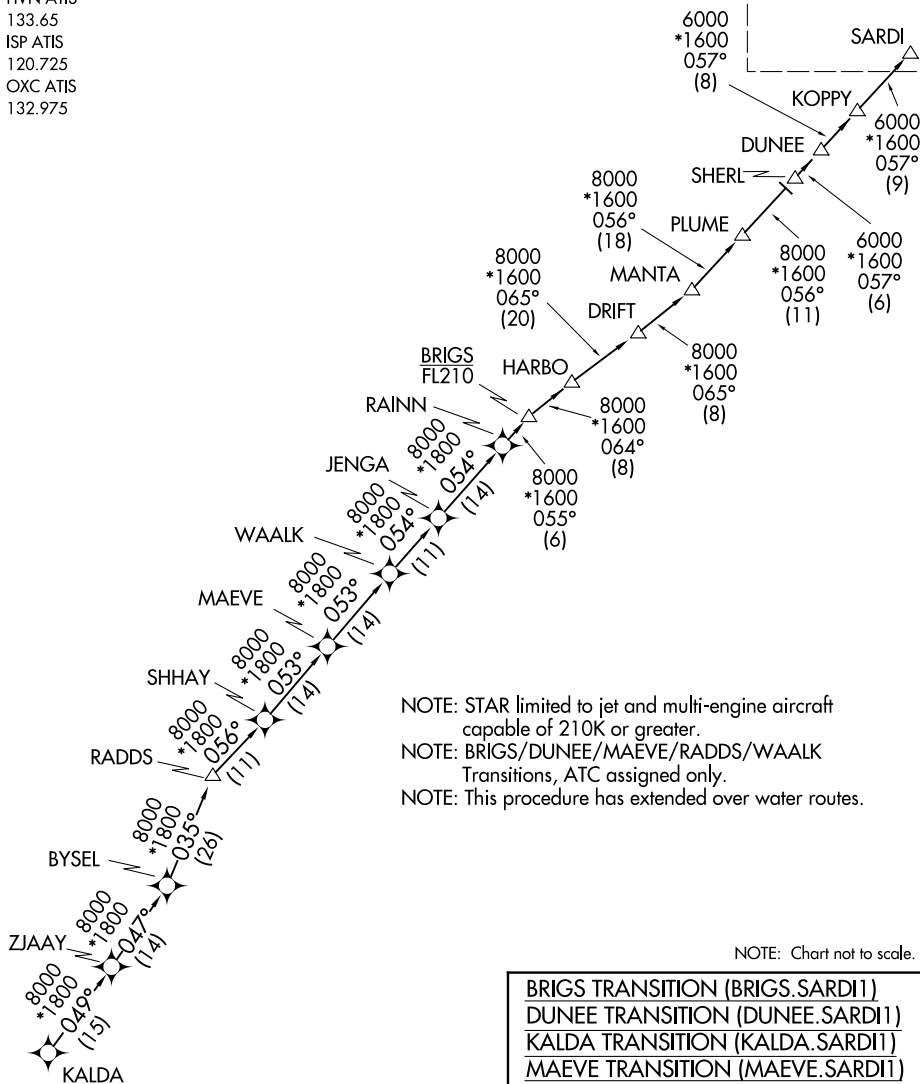 HVN ATIS
133.65
ISP ATIS
120.725
OXC ATIS
132.975
6000
*1600
057°
(8)
SARDI
KOPPY
6000
*1600
057°
(9)
DUNEE
SHERL
8000
*1600
056°
(18)
PLUME
6000
*1600
057°
(6)
8000
*1600
056°
(11)
MANTA
8000
*1600
065°
(20)
DRIFT
8000
*1600
065°
(8)
BRIGS
FL210
HARBO
8000
*1600
064°
(8)
RAINN
8000
*1600
055°
(6)
8000
*1800
054°
(14)
JENGA
8000
*1800
054°
(11)
WAALK
8000
*1800
053°
(14)
MAEVE
8000
*1800
053°
(14)
SHHAY
8000
*1800
056°
(11)
RADDS
8000
*1800
035°
(26)
BYSEL
8000
*1800
047°
(14)
ZJAAY
8000
*1800
049°
(15)
KALDA
NOTE: STAR limited to jet and multi-engine aircraft
capable of 210K or greater.
NOTE: BRIGS/DUNEE/MAEVE/RADDS/WAALK
Transitions, ATC assigned only.
NOTE: This procedure has extended over water routes.
NOTE: Chart not to scale.
BRIGS TRANSITION (BRIGS.SARDI1)
DUNEE TRANSITION (DUNEE.SARDI1)
KALDA TRANSITION (KALDA.SARDI1)
MAEVE TRANSITION (MAEVE.SARDI1)